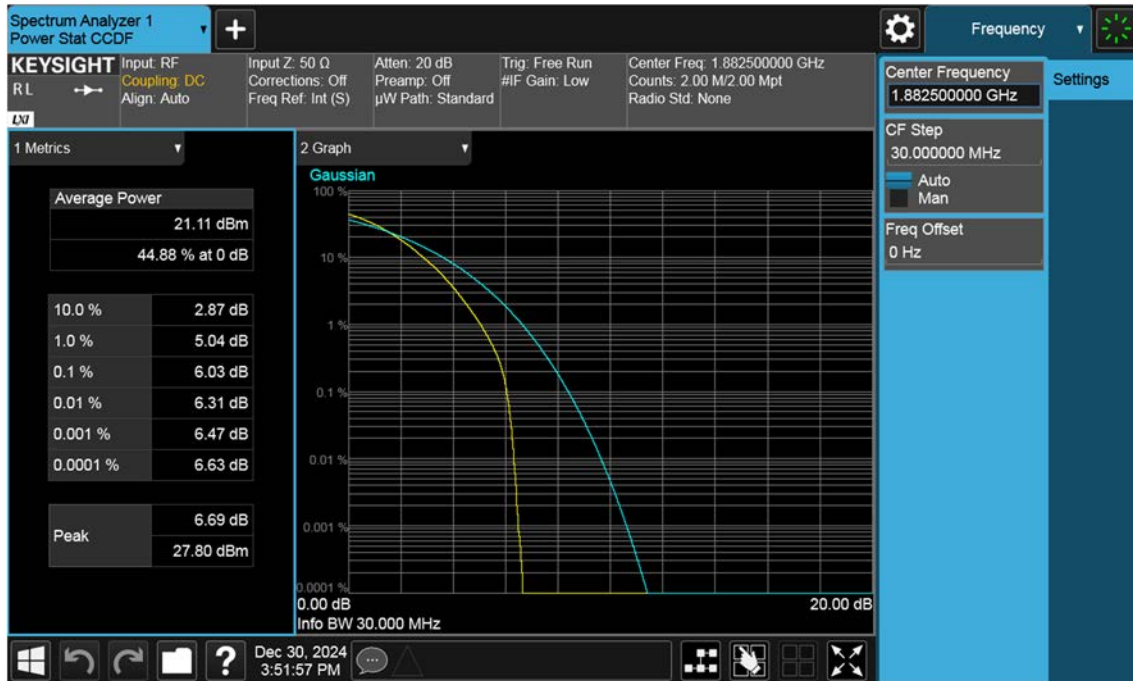 Spectrum Analyzer 1
Power Stat CCDF
+
Frequency
KEYSIGHT
RL
LXI
Input: RF
Coupling: DC
Align: Auto
Input Z: 50 Ω
Corrections: Off
Freq Ref: Int (S)
Atten: 20 dB
Preamp: Off
µW Path: Standard
Trig: Free Run
#IF Gain: Low
Center Freq: 1.882500000 GHz
Counts: 2.00 M/2.00 Mpt
Radio Std: None
Center Frequency
1.882500000 GHz
Settings
CF Step
30.000000 MHz
Auto
Man
Freq Offset
0 Hz
1 Metrics
Average Power
21.11 dBm
44.88 % at 0 dB
10.0 % 2.87 dB
1.0 % 5.04 dB
0.1 % 6.03 dB
0.01 % 6.31 dB
0.001 % 6.47 dB
0.0001 % 6.63 dB
Peak
6.69 dB
27.80 dBm
2 Graph
Gaussian
100 %
10 %
1 %
0.1 %
0.01 %
0.001 %
0.0001 %
0.00 dB 20.00 dB
Info BW 30.000 MHz
?
Dec 30, 2024
3:51:57 PM